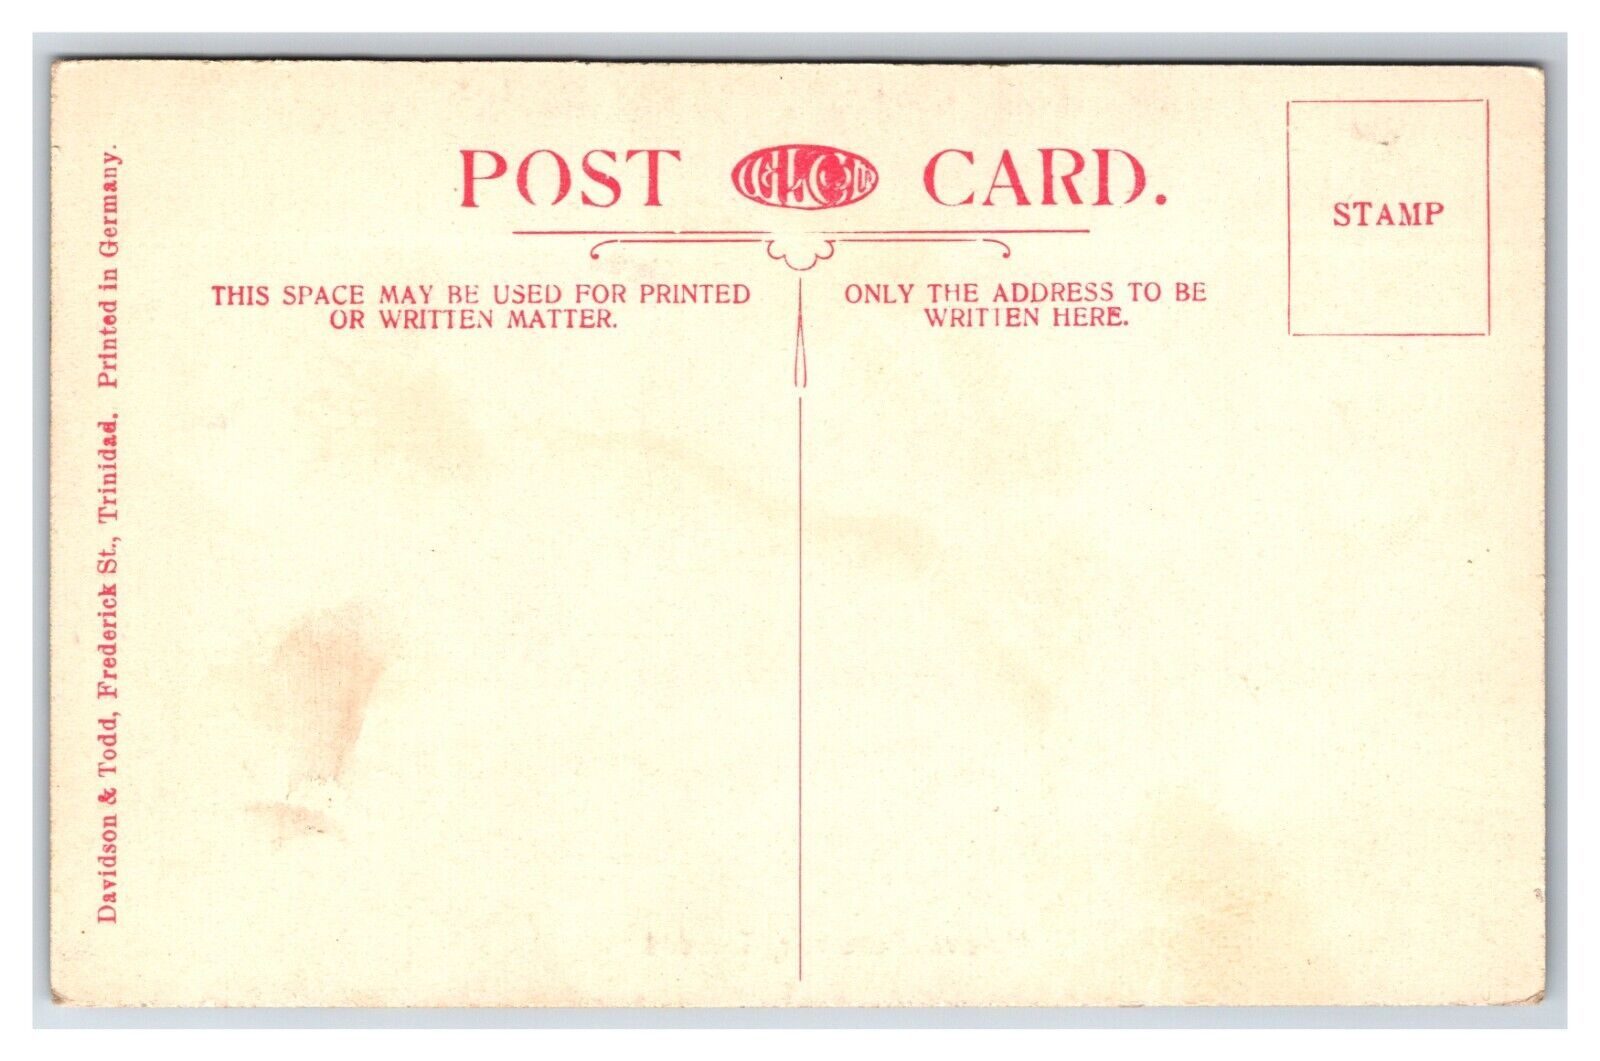 POST CARD.
STAMP
THIS SPACE MAY BE USED FOR PRINTED
OR WRITTEN MATTER.
ONLY THE ADDRESS TO BE
WRITTEN HERE.
Davidson & Todd, Frederick St., Trinidad. Printed in Germany.